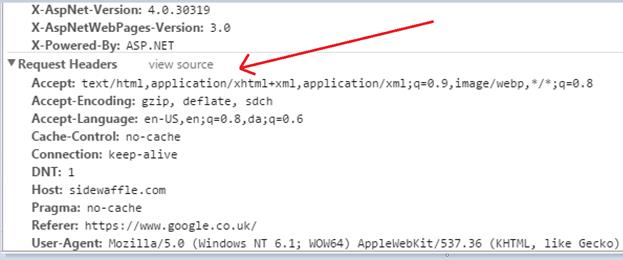 X-AspNet-Version: 4.0.30319
X-AspNetWebPages-Version: 3.0
X-Powered-By: ASP.NET
Request Headers view source
Accept: text/html,application/xhtml+xml,application/xml;q=0.9,image/webp,*/*;q=0.8
Accept-Encoding: gzip, deflate, sdch
Accept-Language: en-US,en;q=0.8,da;q=0.6
Cache-Control: no-cache
Connection: keep-alive
DNT: 1
Host: sidewaffle.com
Pragma: no-cache
Referer: https://www.google.co.uk/
User-Agent: Mozilla/5.0 (Windows NT 6.1; WOW64) AppleWebKit/537.36 (KHTML, like Gecko)